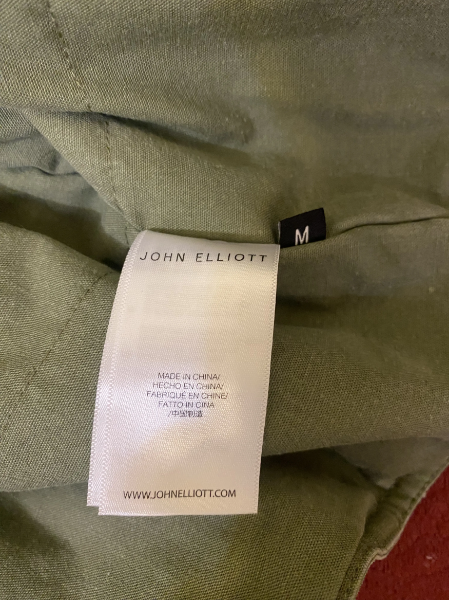 M
JOHN ELLIOTT
MADE IN CHINA/
HECHO EN CHINA/
FABRIQUÉ EN CHINE/
FATTO IN CINA
/中国制造
WWW.JOHNELLIOTT.COM